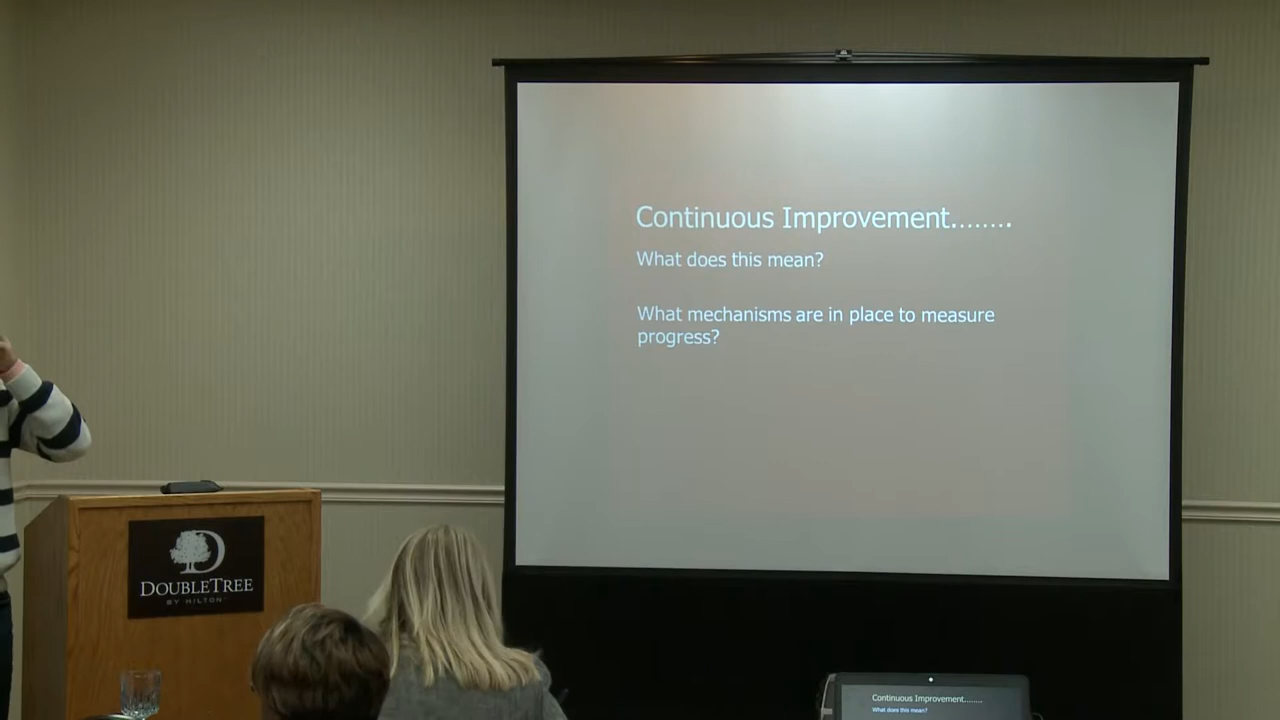 Continuous Improvement........
What does this mean?
What mechanisms are in place to measure
progress?
DOUBLETREE
BY HILTON™
Continuous Improvement........
What does this mean?